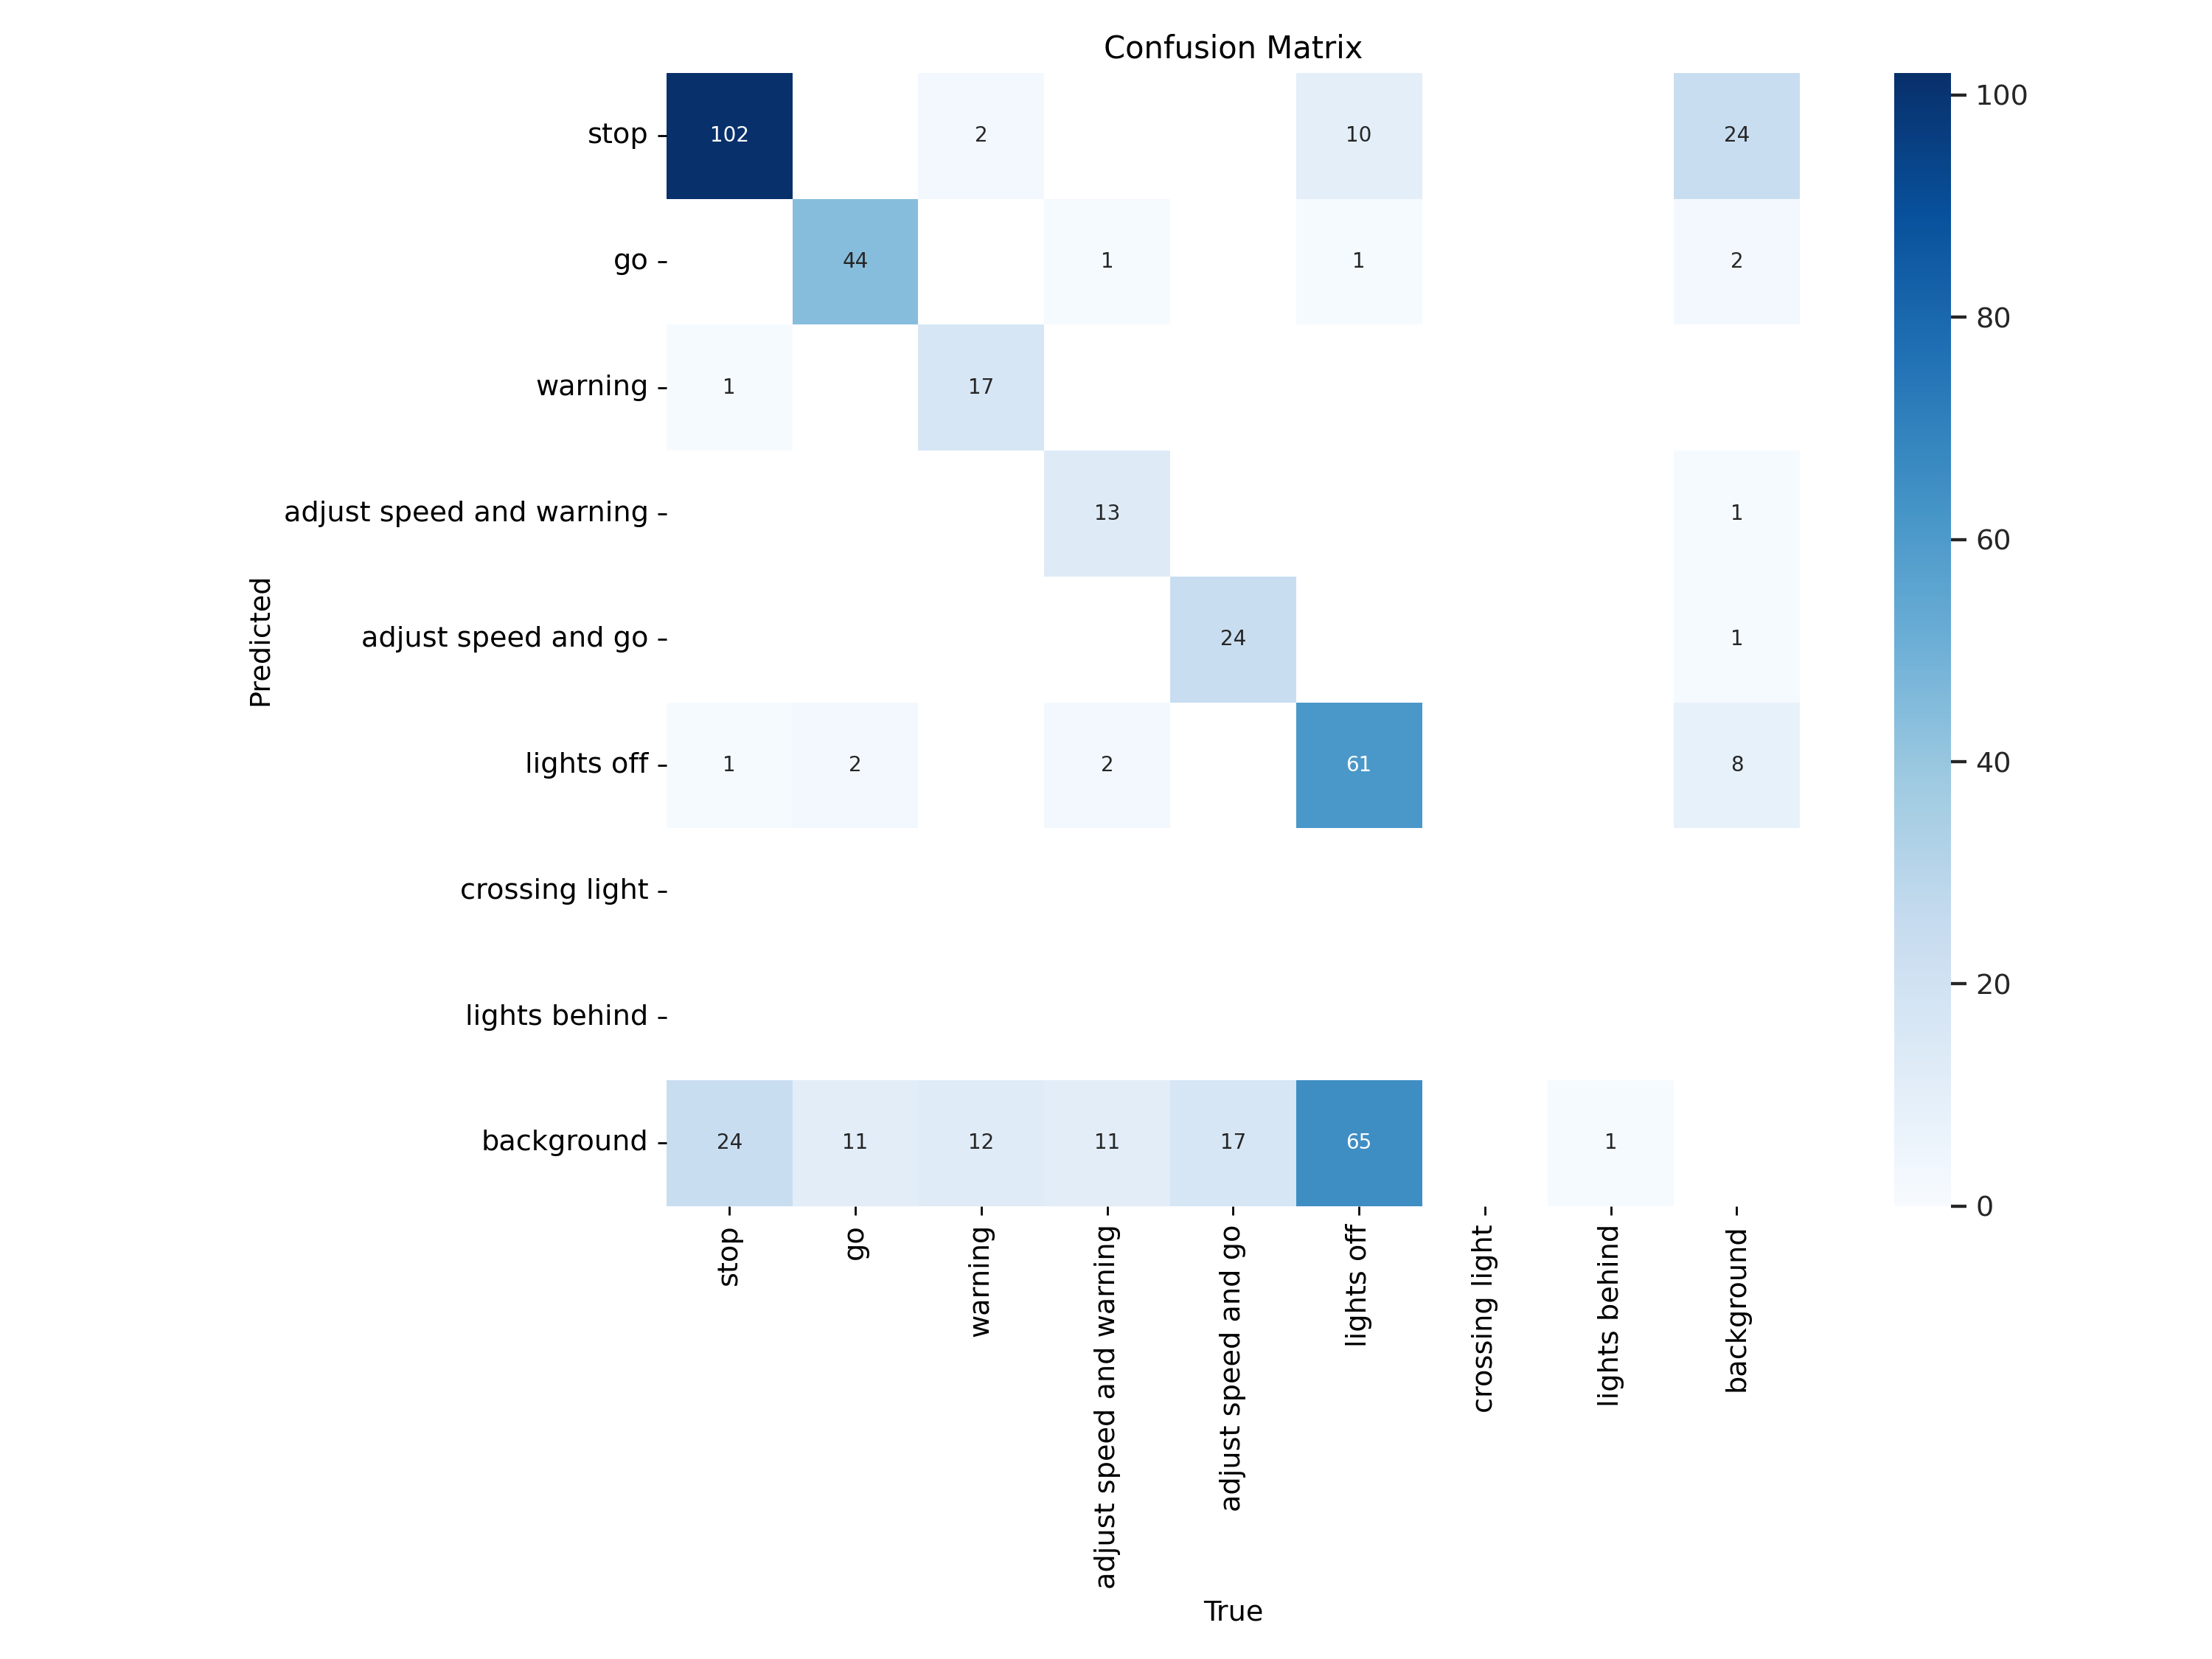 Confusion Matrix
stop 102 2 10 24
go 44 1 1 2
warning 1 17
adjust speed and warning 13 1
adjust speed and go 24 1
lights off 1 2 2 61 8
crossing light
lights behind
background 24 11 12 11 17 65 1
Predicted
stop
go
warning
adjust speed and warning
adjust speed and go
lights off
crossing light
lights behind
background
True
100
80
60
40
20
0